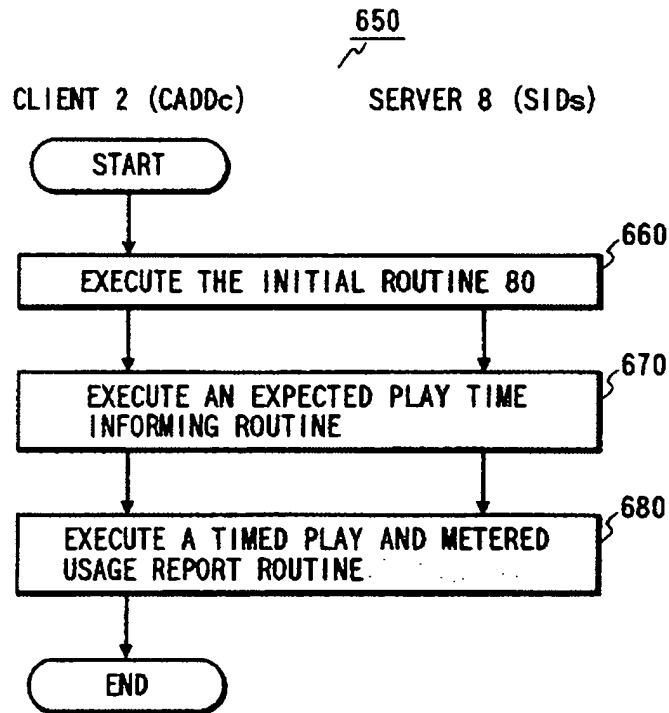 650
CLIENT 2 (CADDc) SERVER 8 (SIDs)
START
660
EXECUTE THE INITIAL ROUTINE 80
670
EXECUTE AN EXPECTED PLAY TIME
INFORMING ROUTINE
680
EXECUTE A TIMED PLAY AND METERED
USAGE REPORT ROUTINE
END